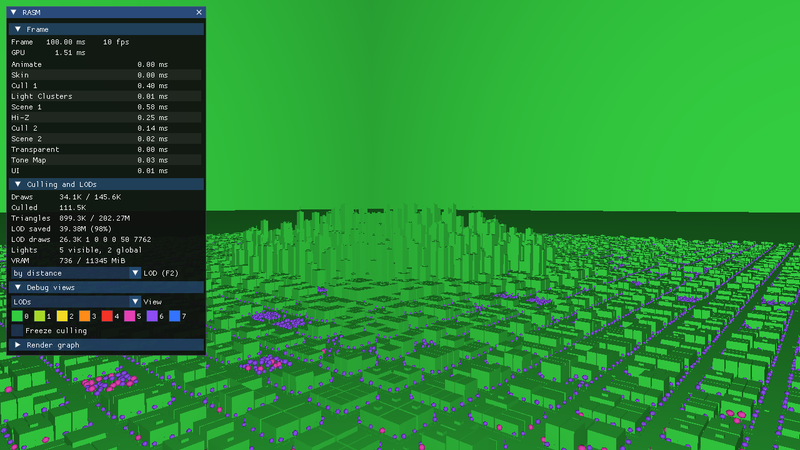 RASM
Frame
Frame 100.00 ms 10 fps
GPU 1.51 ms
Animate 0.00 ms
Skin 0.00 ms
Cull 1 0.40 ms
Light Clusters 0.01 ms
Scene 1 0.58 ms
Hi-Z 0.25 ms
Cull 2 0.14 ms
Scene 2 0.02 ms
Transparent 0.00 ms
Tone Map 0.03 ms
UI 0.01 ms
Culling and LODs
Draws 34.1K / 145.6K
Culled 111.5K
Triangles 899.3K / 282.27M
LOD saved 39.38M (98%)
LOD draws 26.3K 1 0 0 0 50 7762
Lights 5 visible, 2 global
VRAM 736 / 11345 MiB
by distance LOD (F2)
Debug views
LODs View
0 1 2 3 4 5 6 7
Freeze culling
Render graph